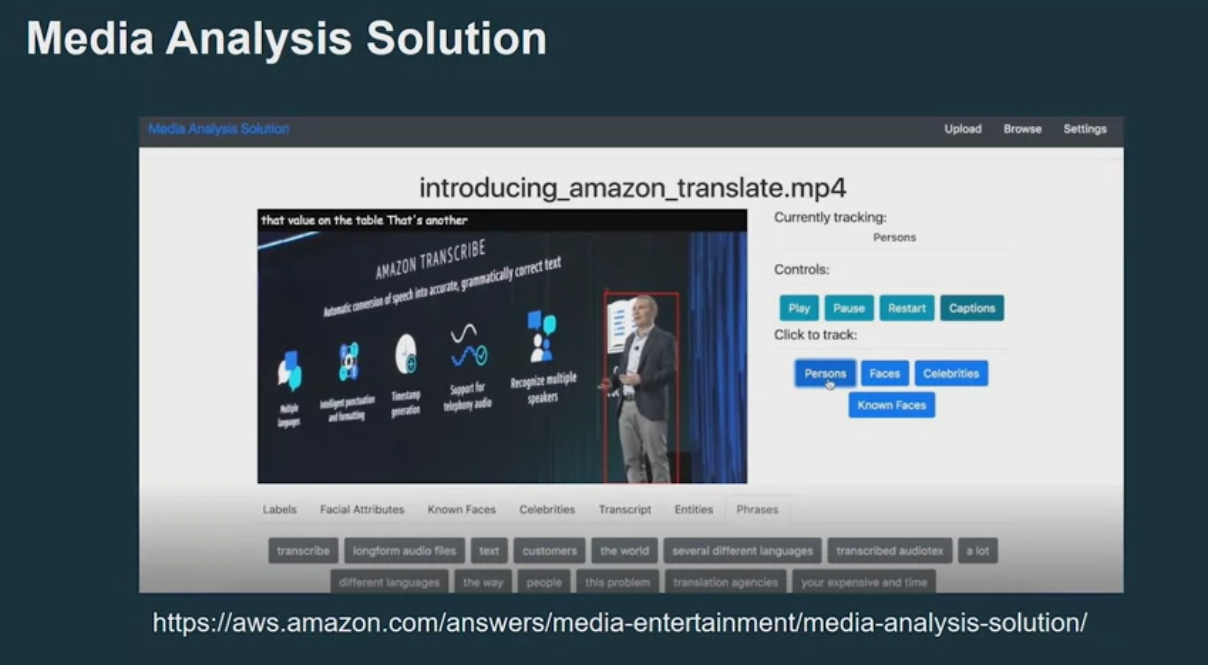 Media Analysis Solution
Media Analysis Solution
Upload Browse Settings
introducing_amazon_translate.mp4
that value on the table That's another
AMAZON TRANSCRIBE
Automatic conversion of speech into accurate, grammatically correct text
Multiple
languages
Intelligent punctuation
and formatting
Timestamp
generation
Support for
telephony audio
Recognize multiple
speakers
Currently tracking:
Persons
Controls:
Play Pause Restart Captions
Click to track:
Persons Faces Celebrities
Known Faces
Labels Facial Attributes Known Faces Celebrities Transcript Entities Phrases
transcribe longform audio files text customers the world several different languages transcribed audiotex a lot
different languages the way people this problem translation agencies your expensive and time
https://aws.amazon.com/answers/media-entertainment/media-analysis-solution/